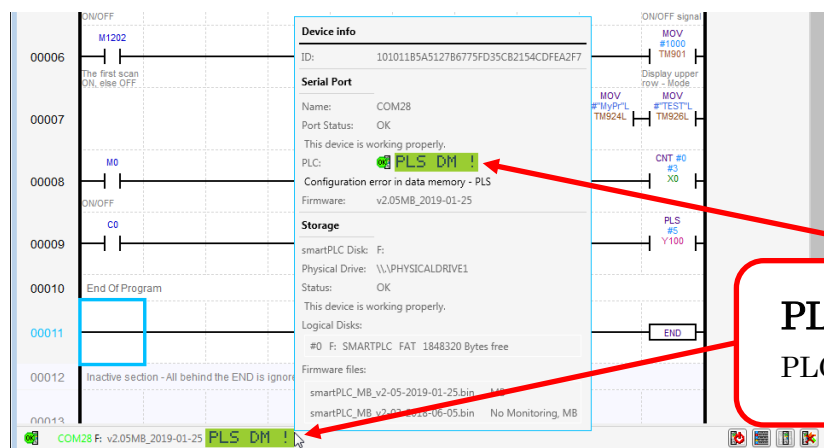 ON/OFF
ON/OFF signal
M1202
MOV
#1000
TM901
00006
The first scan
ON, else OFF
Display upper
row - Mode
MOV
#"MyPr"L
TM924L
MOV
#"TEST"L
TM926L
00007
M0
CNT #0
#3
X0
00008
ON/OFF
C0
PLS
#5
Y100
00009
00010
End Of Program
00011
END
00012
Inactive section - All behind the END is ignore
00013
Device info
ID: 101011B5A5127B6775FD35CB2154CDFEA2F7
Serial Port
Name: COM28
Port Status: OK
This device is working properly.
PLC: OK PLS DM !
Configuration error in data memory - PLS
Firmware: v2.05MB_2019-01-25
Storage
smartPLC Disk: F:
Physical Drive: \\.\PHYSICALDRIVE1
Status: OK
This device is working properly.
Logical Disks:
#0 F: SMARTPLC FAT 1848320 Bytes free
Firmware files:
smartPLC_MB_v2-05-2019-01-25.bin
smartPLC_MB_v2-03-2018-06-05.bin No Monitoring, MB
PL
PLC
COM28 F: v2.05MB_2019-01-25 PLS DM !